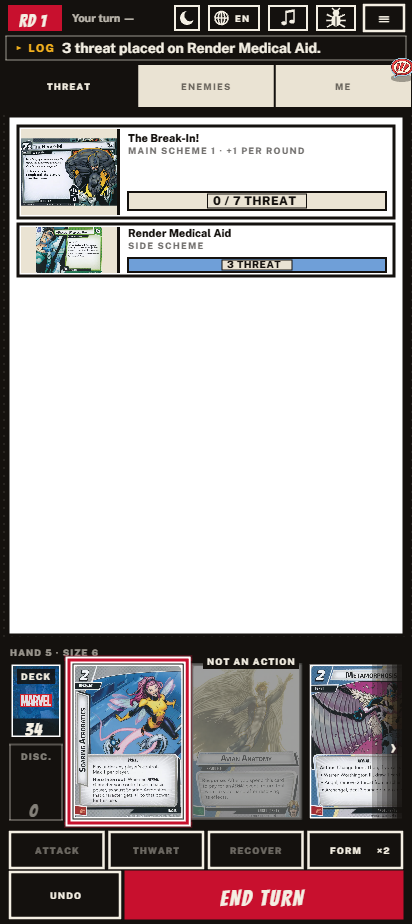 RD 1
Your turn —
EN
LOG 3 threat placed on Render Medical Aid.
THREAT
ENEMIES
ME
The Break-In!
MAIN SCHEME 1 · +1 PER ROUND
0 / 7 THREAT
Render Medical Aid
SIDE SCHEME
3 THREAT
HAND 5 · SIZE 6
NOT AN ACTION
DECK
MARVEL
34
DISC.
0
2
SOARING ACROBATICS
2
AVIAN ANATOMY
2
METAMORPHOSIS
ATTACK
THWART
RECOVER
FORM ×2
UNDO
END TURN